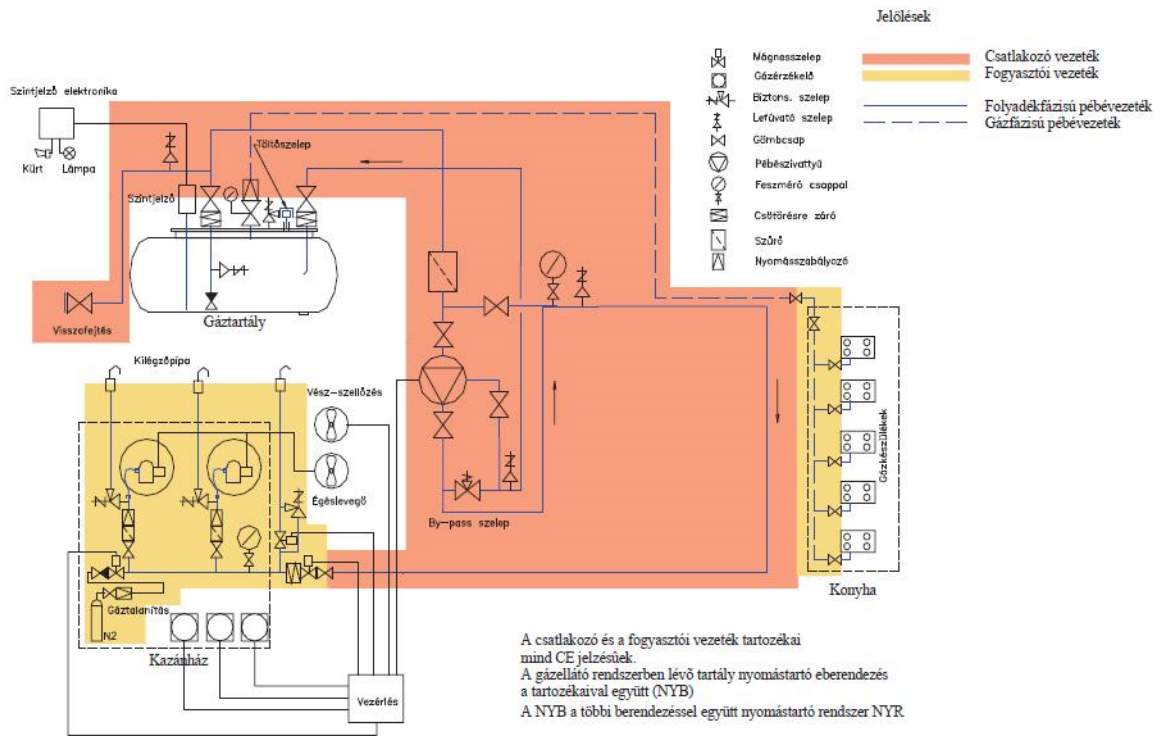 Jelölések
Mágnesszelep
Gázérzékelő
Biztons. szelep
Lefúvató szelep
Gömbcsap
Pébészivattyú
Feszmérő csappal
Csőtörésre záró
Szűrő
Nyomásszabályozó
Csatlakozó vezeték
Fogyasztói vezeték
Folyadékfázisú pébévezeték
Gázfázisú pébévezeték
Szintjelző elektronika
Kürt
Lámpa
Szintjelző
Töltőszelep
Gáztartály
Visszafejtés
Kilégzőpipa
Vész-szellőzés
Égéslevegő
By-pass szelep
Gázkészülékek
Konyha
Gáztalanítás
N2
Kazánház
Vezérlés
A csatlakozó és a fogyasztói vezeték tartozékai
mind CE jelzésűek.
A gázellátó rendszerben lévő tartály nyomástartó eberendezés
a tartozékaival együtt (NYB)
A NYB a többi berendezéssel együtt nyomástartó rendszer NYR